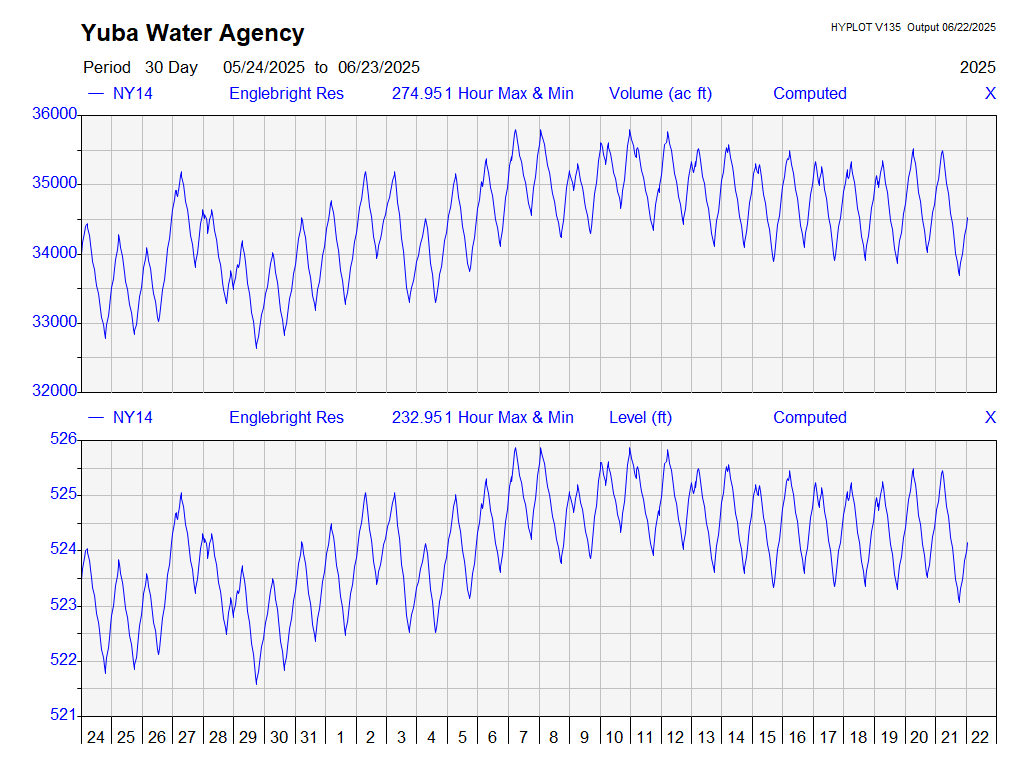 Yuba Water Agency
HYPLOT V135 Output 06/22/2025
Period 30 Day 05/24/2025 to 06/23/2025
2025
NY14 Englebright Res 274.951 Hour Max & Min Volume (ac ft) Computed X
36000
35000
34000
33000
32000
NY14 Englebright Res 232.951 Hour Max & Min Level (ft) Computed X
526
525
524
523
522
521
24 25 26 27 28 29 30 31 1 2 3 4 5 6 7 8 9 10 11 12 13 14 15 16 17 18 19 20 21 22